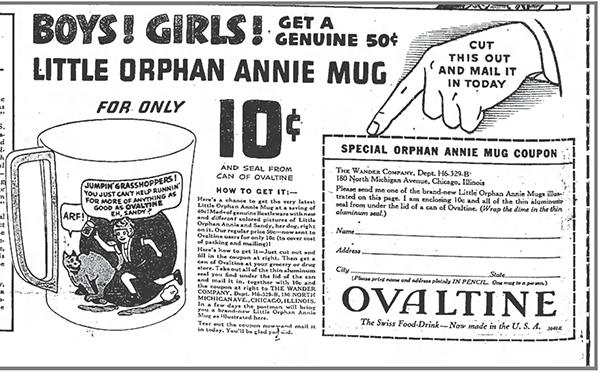 BOYS! GIRLS! GET A
GENUINE 50¢
LITTLE ORPHAN ANNIE MUG
FOR ONLY
10¢
AND SEAL FROM
CAN OF OVALTINE
JUMPIN' GRASSHOPPERS!
YOU JUST CAN'T HELP RUNNIN'
FOR MORE OF ANYTHING AS
GOOD AS OVALTINE
EH, SANDY?
ARF!
HOW TO GET IT:—
Here's a chance to get the very latest
Little Orphan Annie Mug at a saving of
40c! Made of genuine Beetleware with new
and different colored pictures of Little
Orphan Annie and Sandy, her dog, right
on it. Our regular price 50c—now sent to
Ovaltine users for only 10c (to cover cost
of packing and mailing)!
Here's how to get it—Just cut out and
fill in the coupon at right. Then get a
can of Ovaltine at your grocery or drug
store. Take out all of the thin aluminum
seal you find under the lid of the can
and mail it in, together with 10c and
the coupon at right to THE WANDER
COMPANY, Dept. H6-329-B, 180 NORTH
MICHIGAN AVE., CHICAGO, ILLINOIS.
In a few days the postman will bring
you a brand-new Little Orphan Annie
Mug as illustrated here.
Tear out the coupon now and mail it
in today. You'll be glad you did.
CUT
THIS OUT
AND MAIL IT
IN TODAY
SPECIAL ORPHAN ANNIE MUG COUPON
THE WANDER COMPANY, Dept. H6-329-B
180 North Michigan Avenue, Chicago, Illinois
Please send me one of the brand-new Little Orphan Annie Mugs illus-
trated on this page. I am enclosing 10c and all of the thin aluminum
seal from under the lid of a can of Ovaltine. (Wrap the dime in the thin
aluminum seal.)
Name
Address
City State
(Please print name and address plainly IN PENCIL. One mug to a person.)
OVALTINE
The Swiss Food-Drink—Now made in the U. S. A.